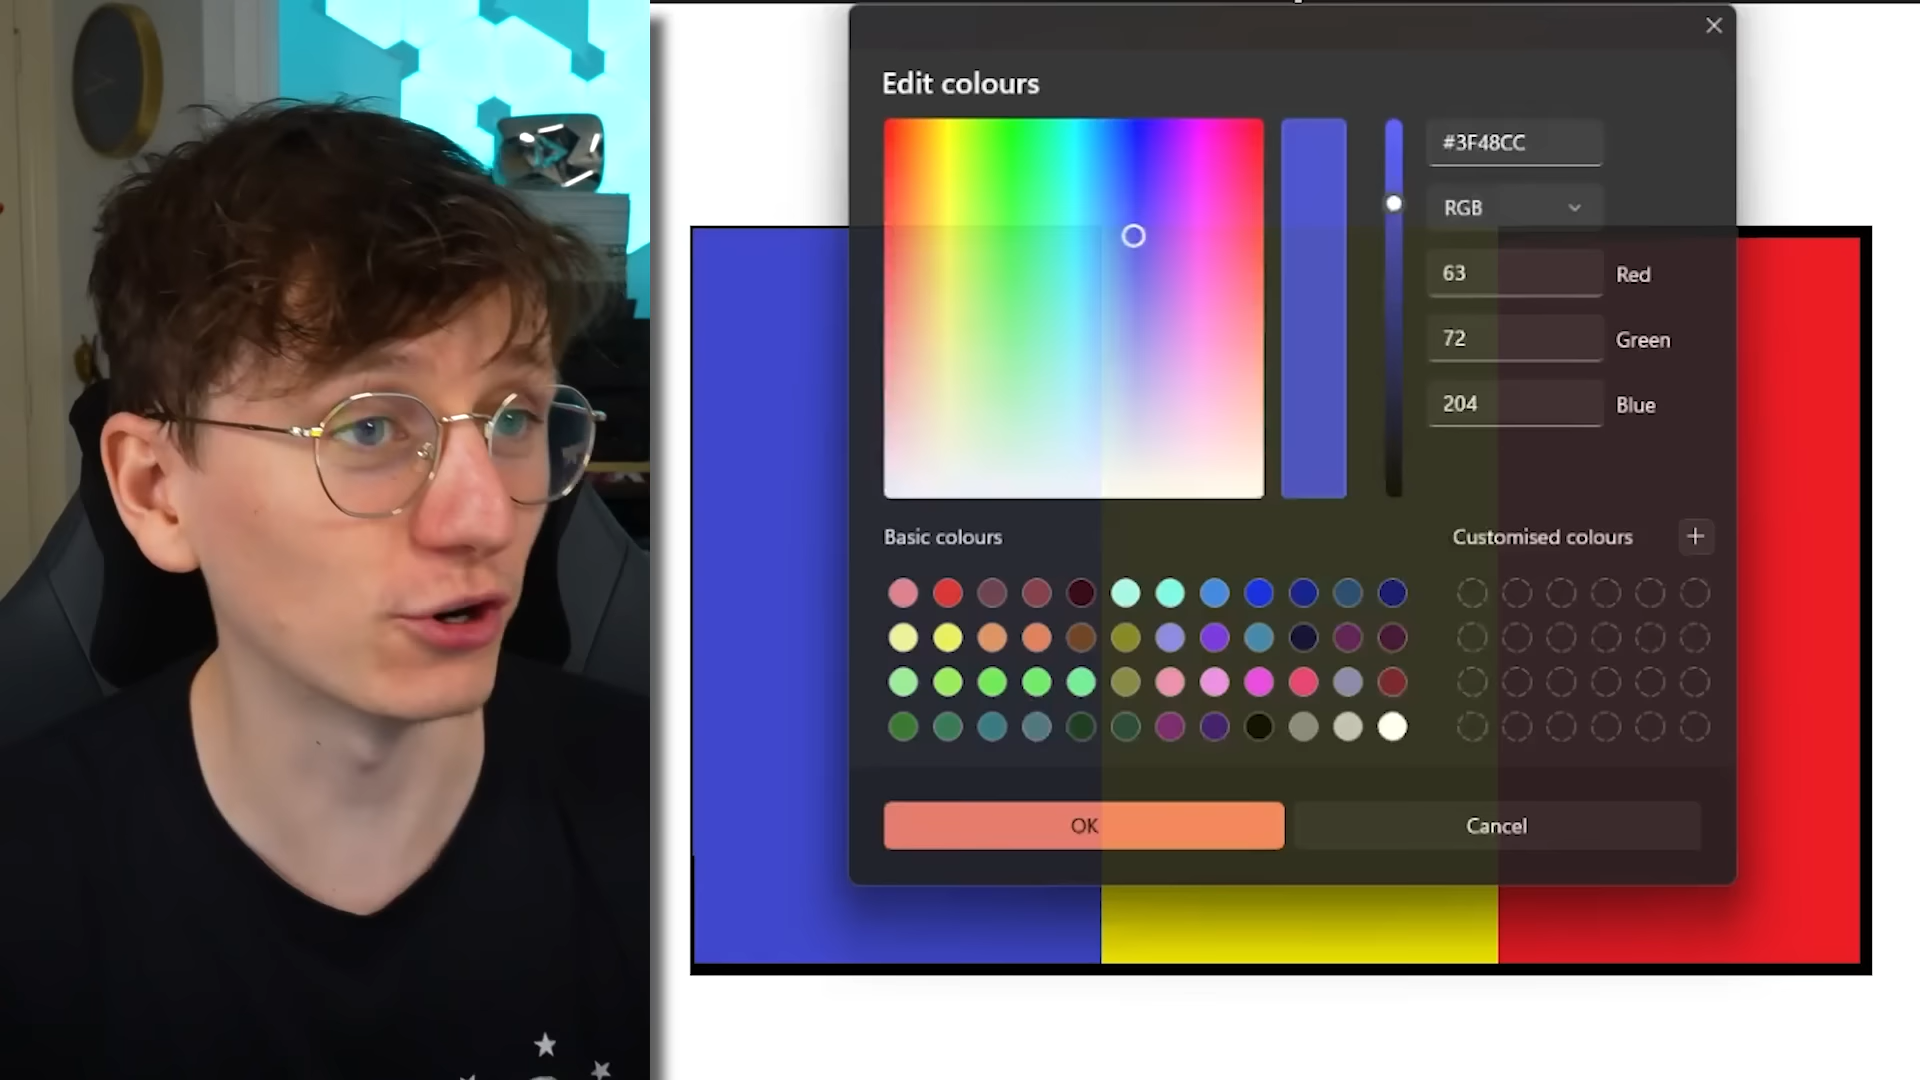 Edit colours
#3F48CC
RGB
63 Red
72 Green
204 Blue
Basic colours
Customised colours
OK
Cancel